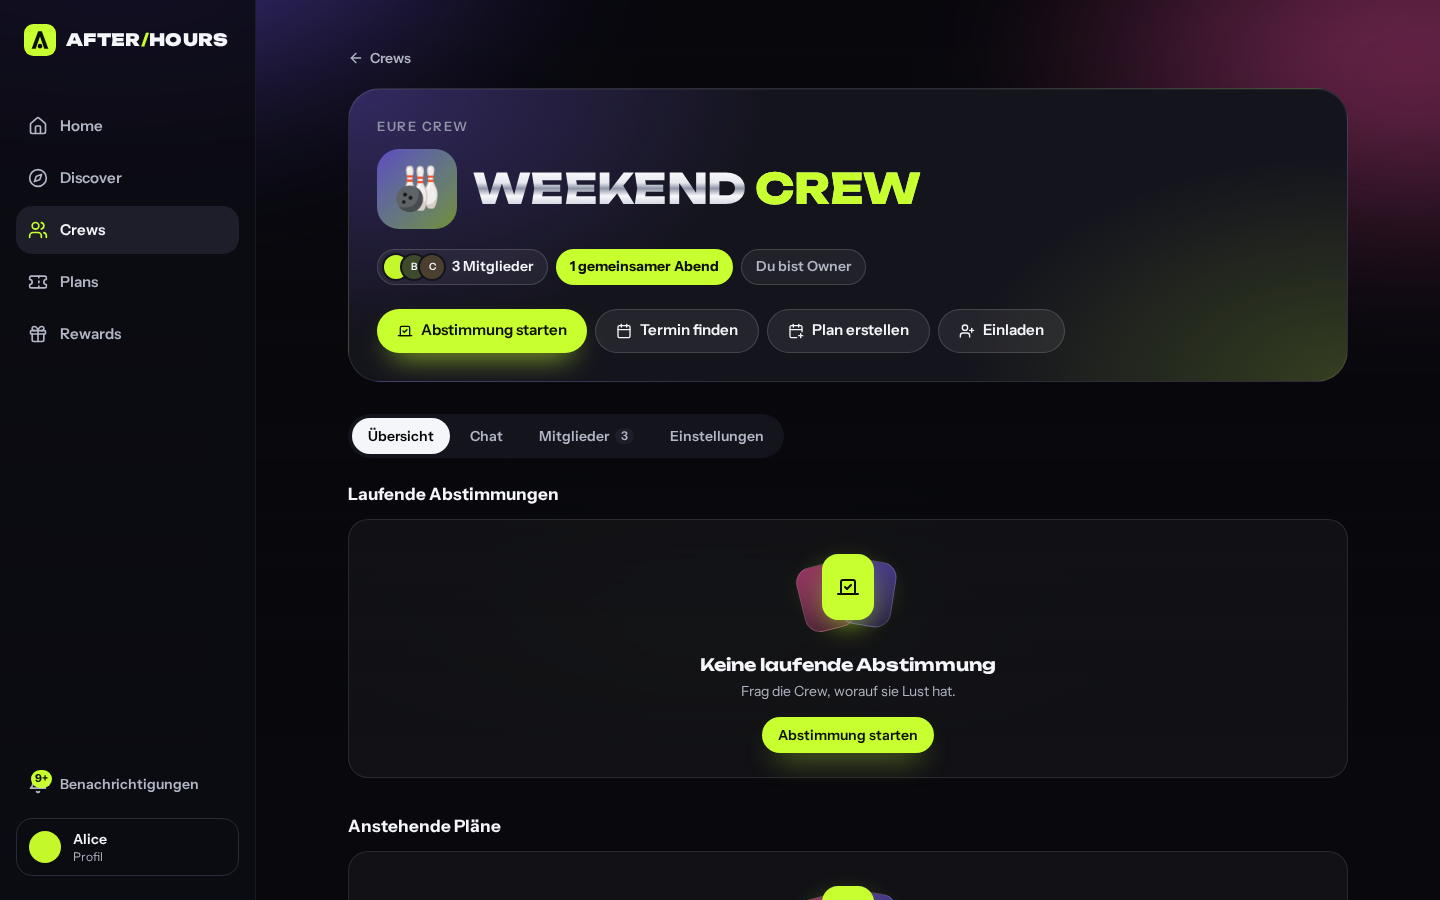 AFTER/HOURS
Home
Discover
Crews
Plans
Rewards
9+
Benachrichtigungen
Alice
Profil
Crews
EURE CREW
WEEKEND CREW
B C 3 Mitglieder
1 gemeinsamer Abend
Du bist Owner
Abstimmung starten
Termin finden
Plan erstellen
Einladen
Übersicht
Chat
Mitglieder 3
Einstellungen
Laufende Abstimmungen
Keine laufende Abstimmung
Frag die Crew, worauf sie Lust hat.
Abstimmung starten
Anstehende Pläne